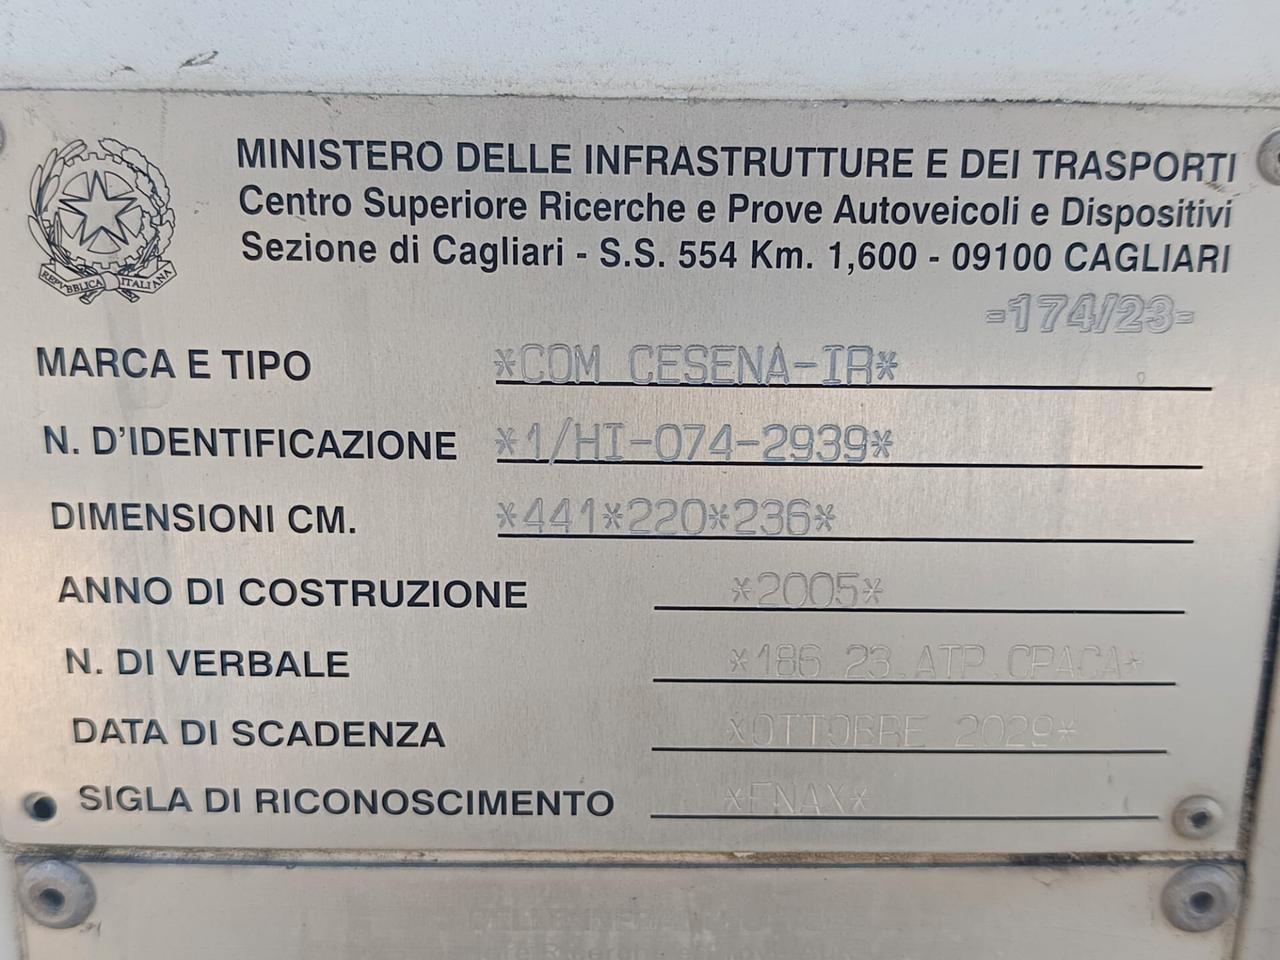 MINISTERO DELLE INFRASTRUTTURE E DEI TRASPORTI
Centro Superiore Ricerche e Prove Autoveicoli e Dispositivi
Sezione di Cagliari - S.S. 554 Km. 1,600 - 09100 CAGLIARI
REPVBBLICA ITALIANA
=174/23=
MARCA E TIPO *COM CESENA-IR*
N. D'IDENTIFICAZIONE *1/HI-074-2939*
DIMENSIONI CM. *441*220*236*
ANNO DI COSTRUZIONE *2005*
N. DI VERBALE *186 23.ATP.CPACA*
DATA DI SCADENZA *OTTOBRE 2029*
SIGLA DI RICONOSCIMENTO *FNAX*